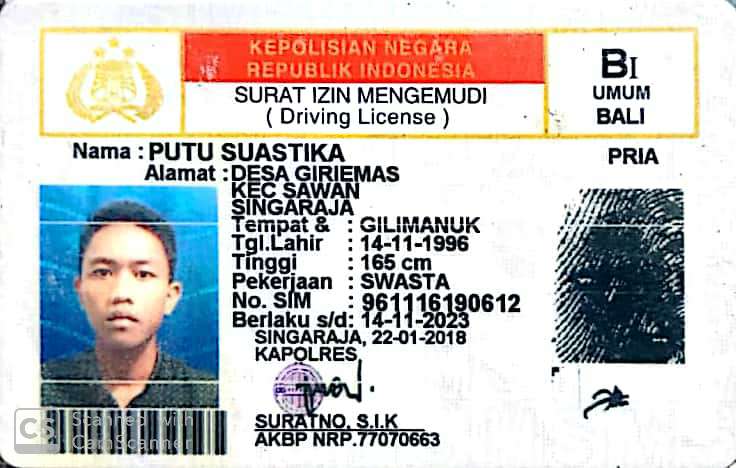 KEPOLISIAN NEGARA
REPUBLIK INDONESIA
SURAT IZIN MENGEMUDI
( Driving License )
BI
UMUM
BALI
Nama : PUTU SUASTIKA
PRIA
Alamat : DESA GIRIEMAS
KEC SAWAN
SINGARAJA
Tempat & : GILIMANUK
Tgl.Lahir : 14-11-1996
Tinggi : 165 cm
Pekerjaan : SWASTA
No. SIM : 961116190612
Berlaku s/d: 14-11-2023
SINGARAJA, 22-01-2018
KAPOLRES,
SURATNO, S.I.K
AKBP NRP.77070663
CS Scanned with
CamScanner